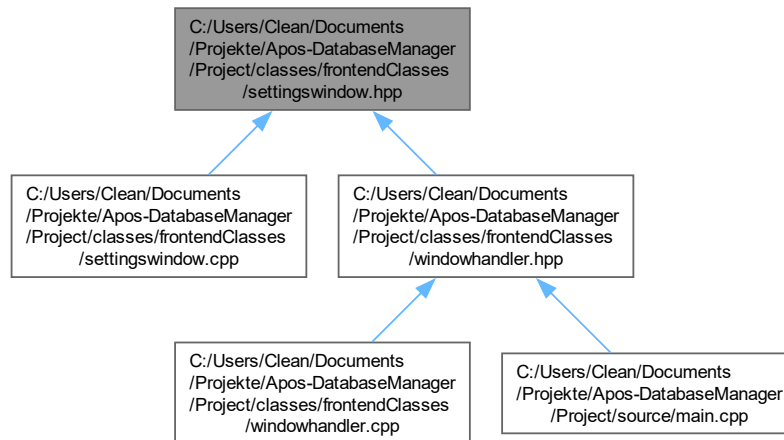 C:/Users/Clean/Documents
/Projekte/Apos-DatabaseManager
/Project/classes/frontendClasses
/settingswindow.hpp
C:/Users/Clean/Documents
/Projekte/Apos-DatabaseManager
/Project/classes/frontendClasses
/settingswindow.cpp
C:/Users/Clean/Documents
/Projekte/Apos-DatabaseManager
/Project/classes/frontendClasses
/windowhandler.hpp
C:/Users/Clean/Documents
/Projekte/Apos-DatabaseManager
/Project/classes/frontendClasses
/windowhandler.cpp
C:/Users/Clean/Documents
/Projekte/Apos-DatabaseManager
/Project/source/main.cpp